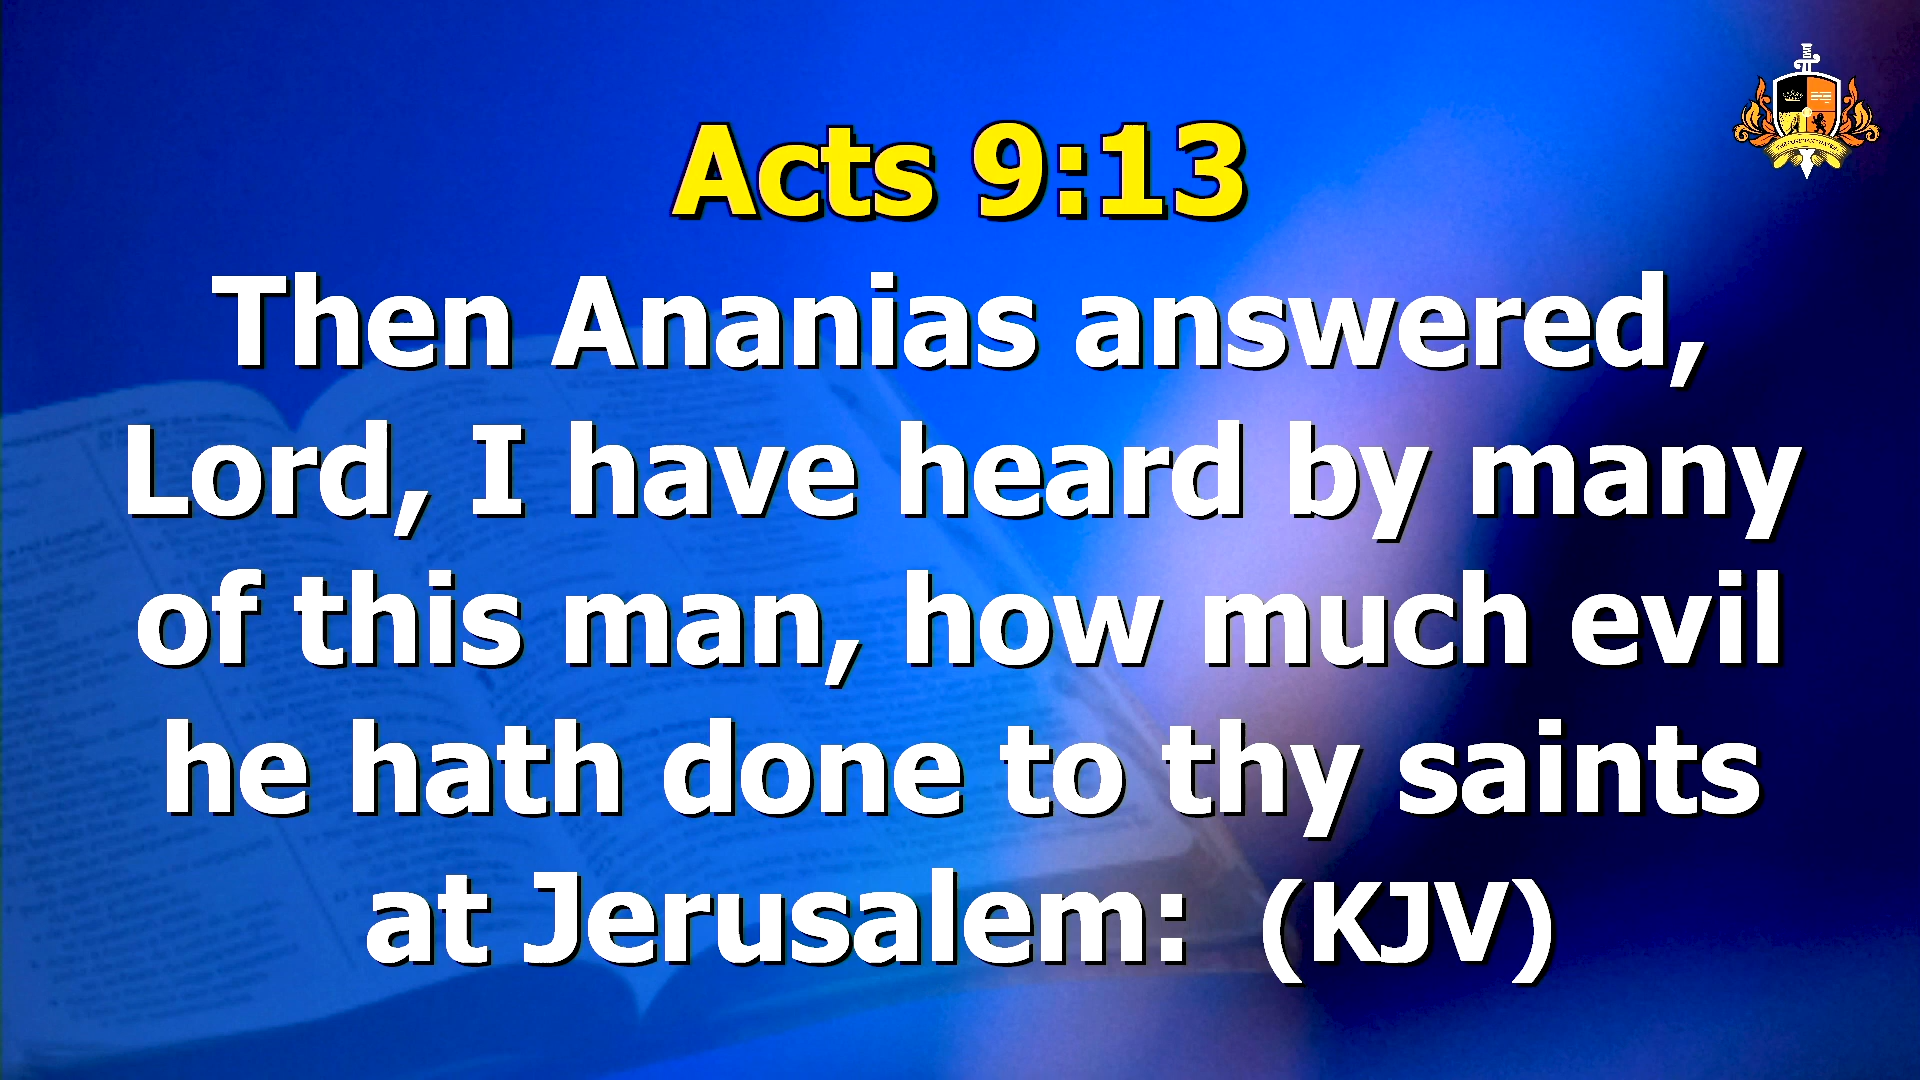 Acts 9:13
Then Ananias answered,
Lord, I have heard by many
of this man, how much evil
he hath done to thy saints
at Jerusalem:  (KJV)